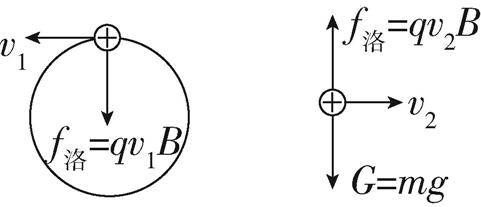 v₁
f洛=qv₁B
f洛=qv₂B
v₂
G=mg